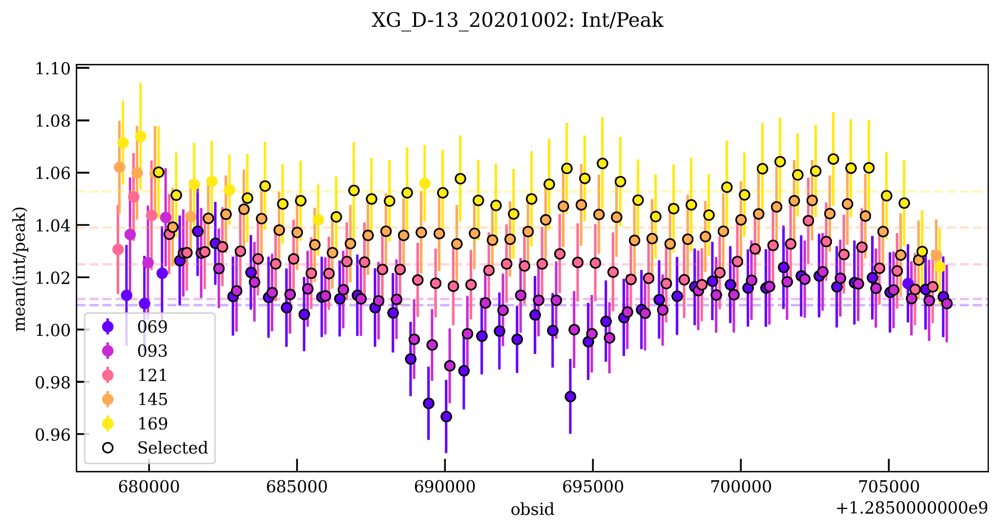 XG_D-13_20201002: Int/Peak
1.10
1.08
1.06
1.04
1.02
1.00
0.98
0.96
mean(int/peak)
069
093
121
145
169
Selected
680000 685000 690000 695000 700000 705000
obsid
+1.2850000000e9